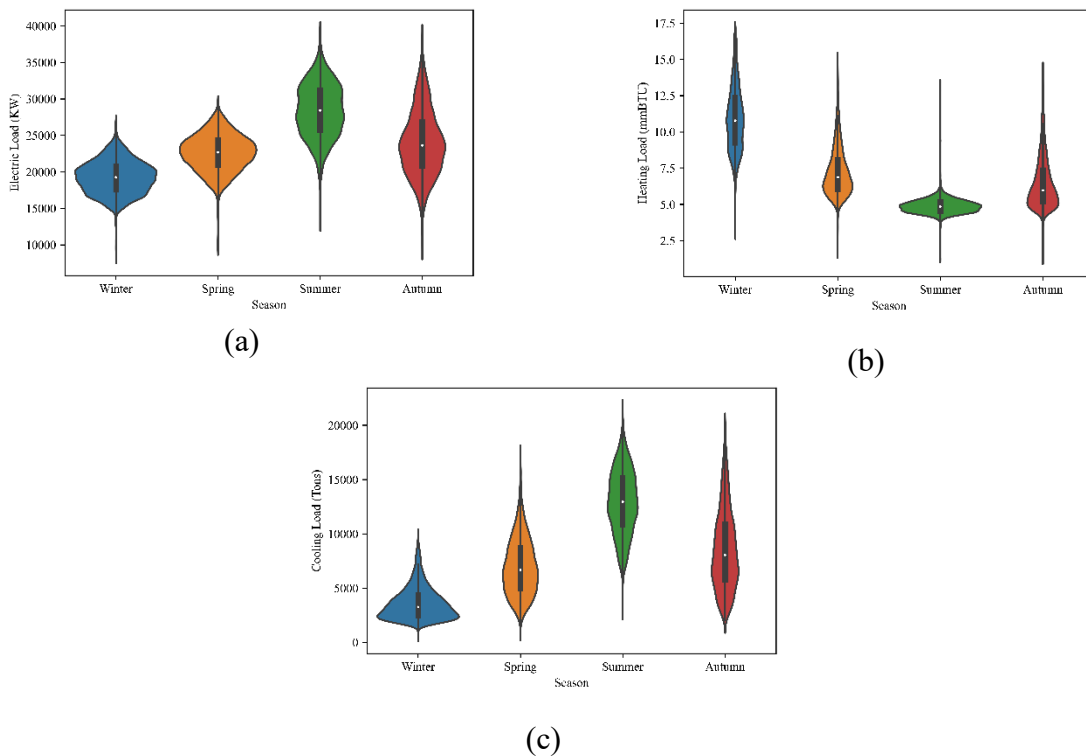 40000
35000
30000
25000
20000
15000
10000
Electric Load (KW)
Winter Spring Summer Autumn
Season
(a)
17.5
15.0
12.5
10.0
7.5
5.0
2.5
Heating Load (mmBTU)
Winter Spring Summer Autumn
Season
(b)
20000
15000
10000
5000
0
Cooling Load (Tons)
Winter Spring Summer Autumn
Season
(c)